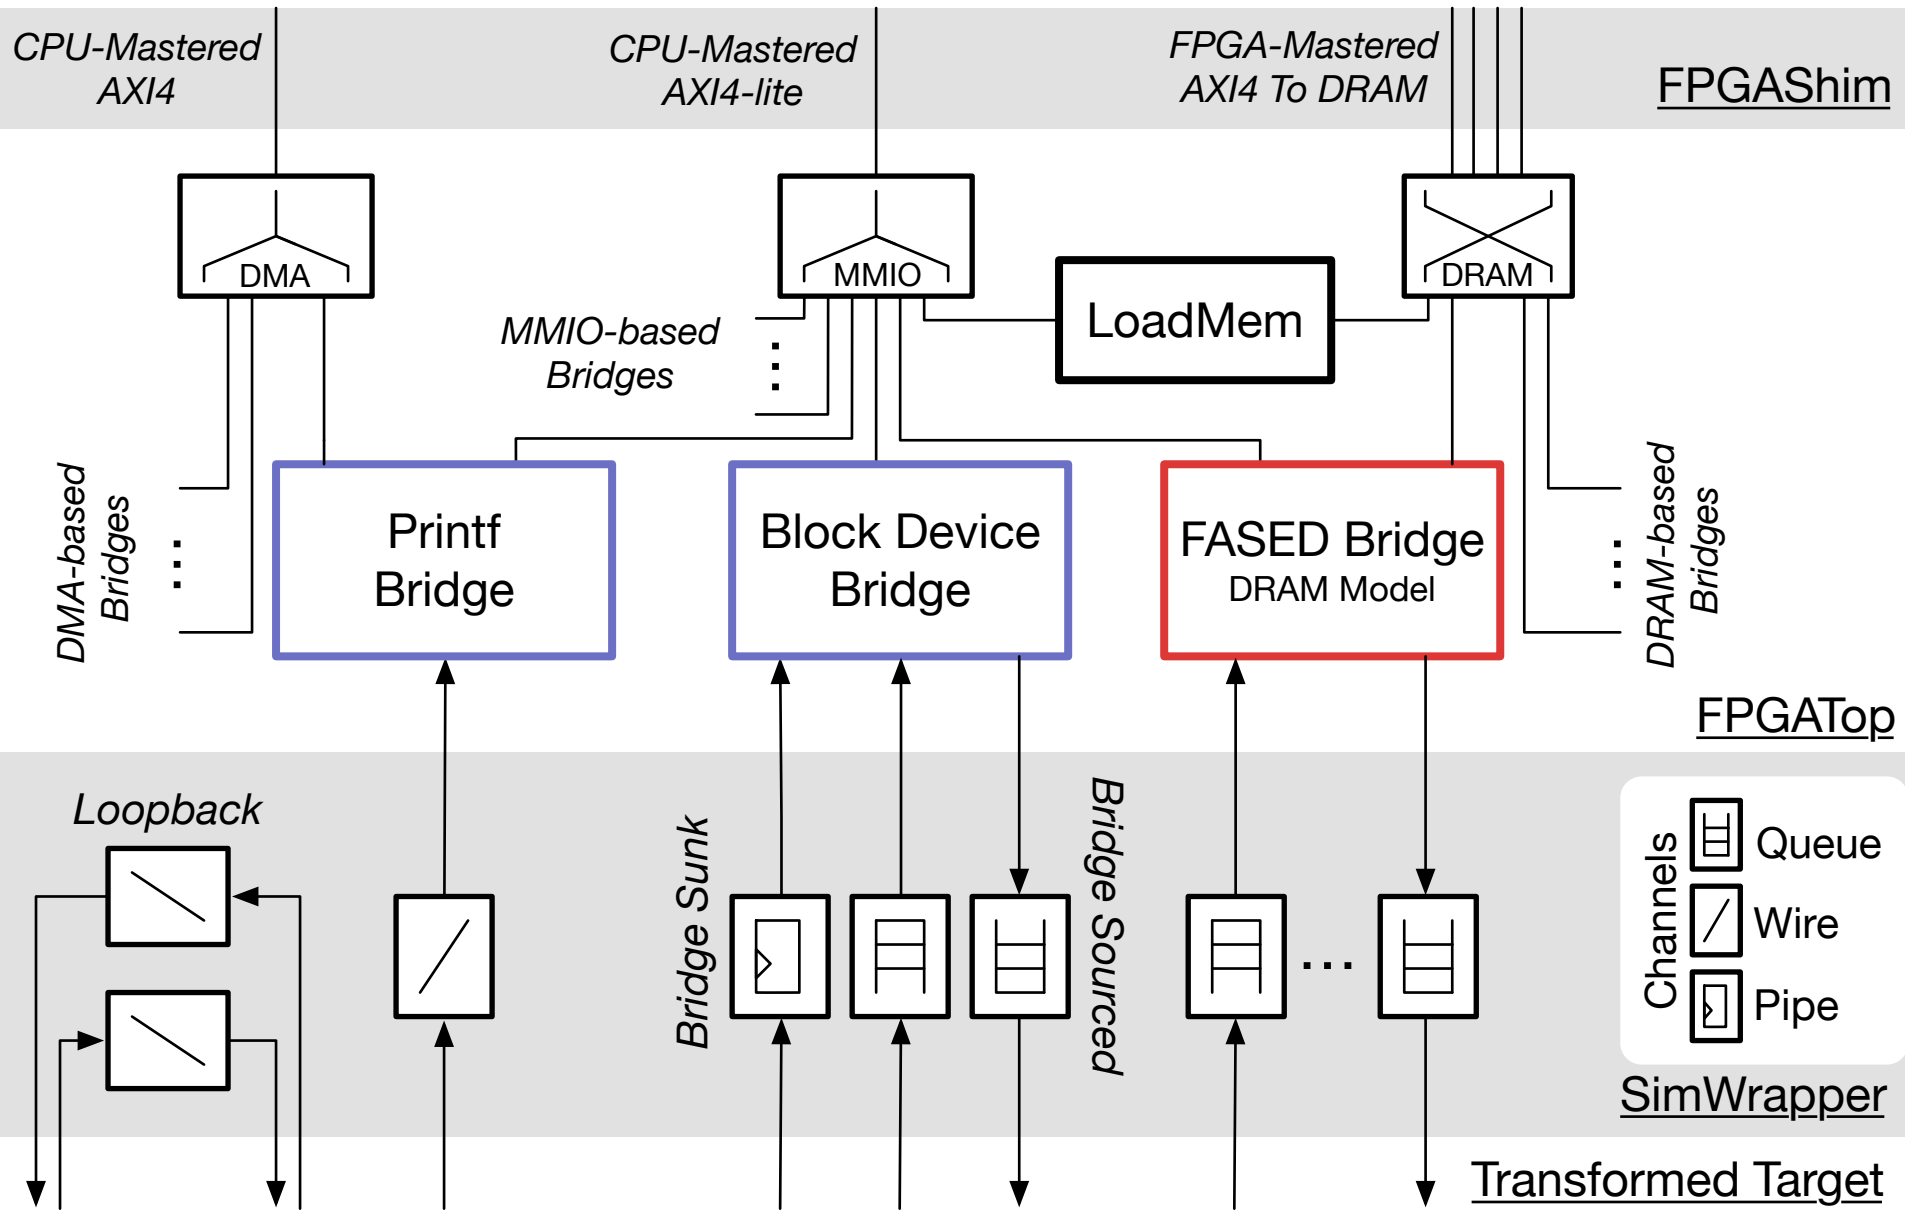 CPU-Mastered
AXI4
CPU-Mastered
AXI4-lite
FPGA-Mastered
AXI4 To DRAM
FPGAShim
DMA
MMIO
DRAM
LoadMem
MMIO-based
Bridges
DMA-based
Bridges
Printf
Bridge
Block Device
Bridge
FASED Bridge
DRAM Model
DRAM-based
Bridges
FPGATop
Loopback
Bridge Sunk
Bridge Sourced
Channels
Queue
Wire
Pipe
SimWrapper
Transformed Target